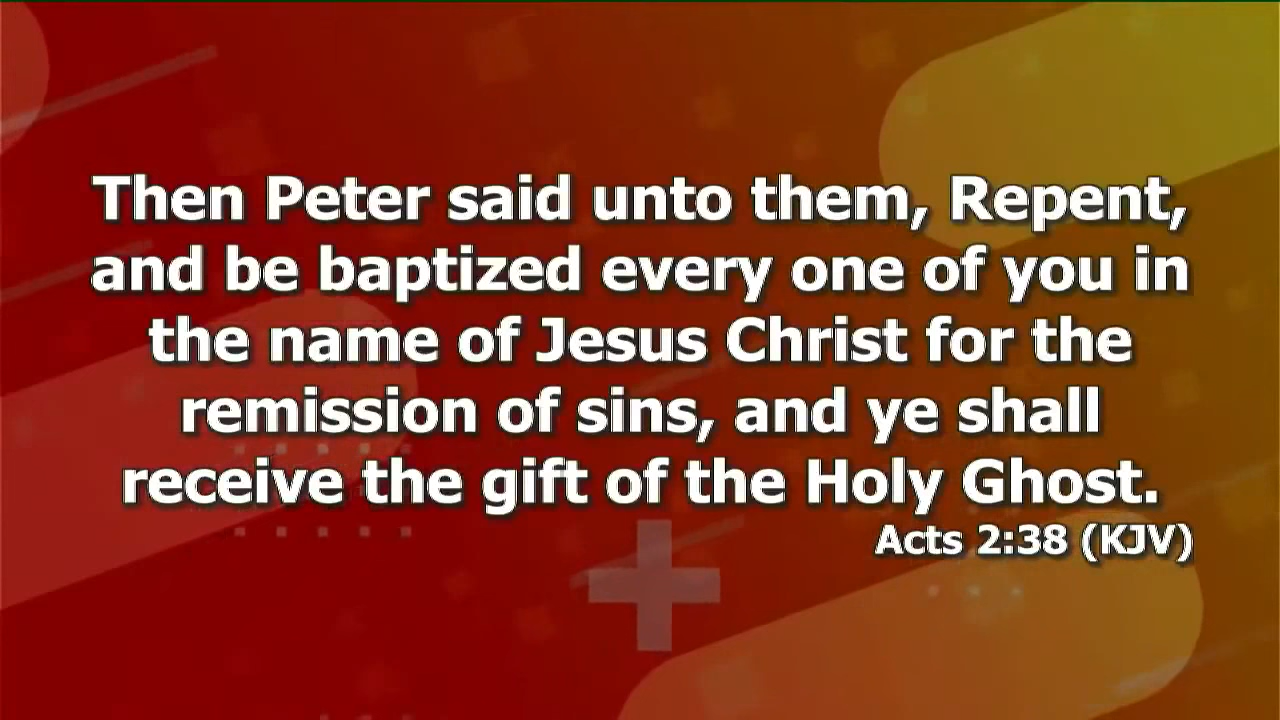 Then Peter said unto them, Repent,
and be baptized every one of you in
the name of Jesus Christ for the
remission of sins, and ye shall
receive the gift of the Holy Ghost.
Acts 2:38 (KJV)